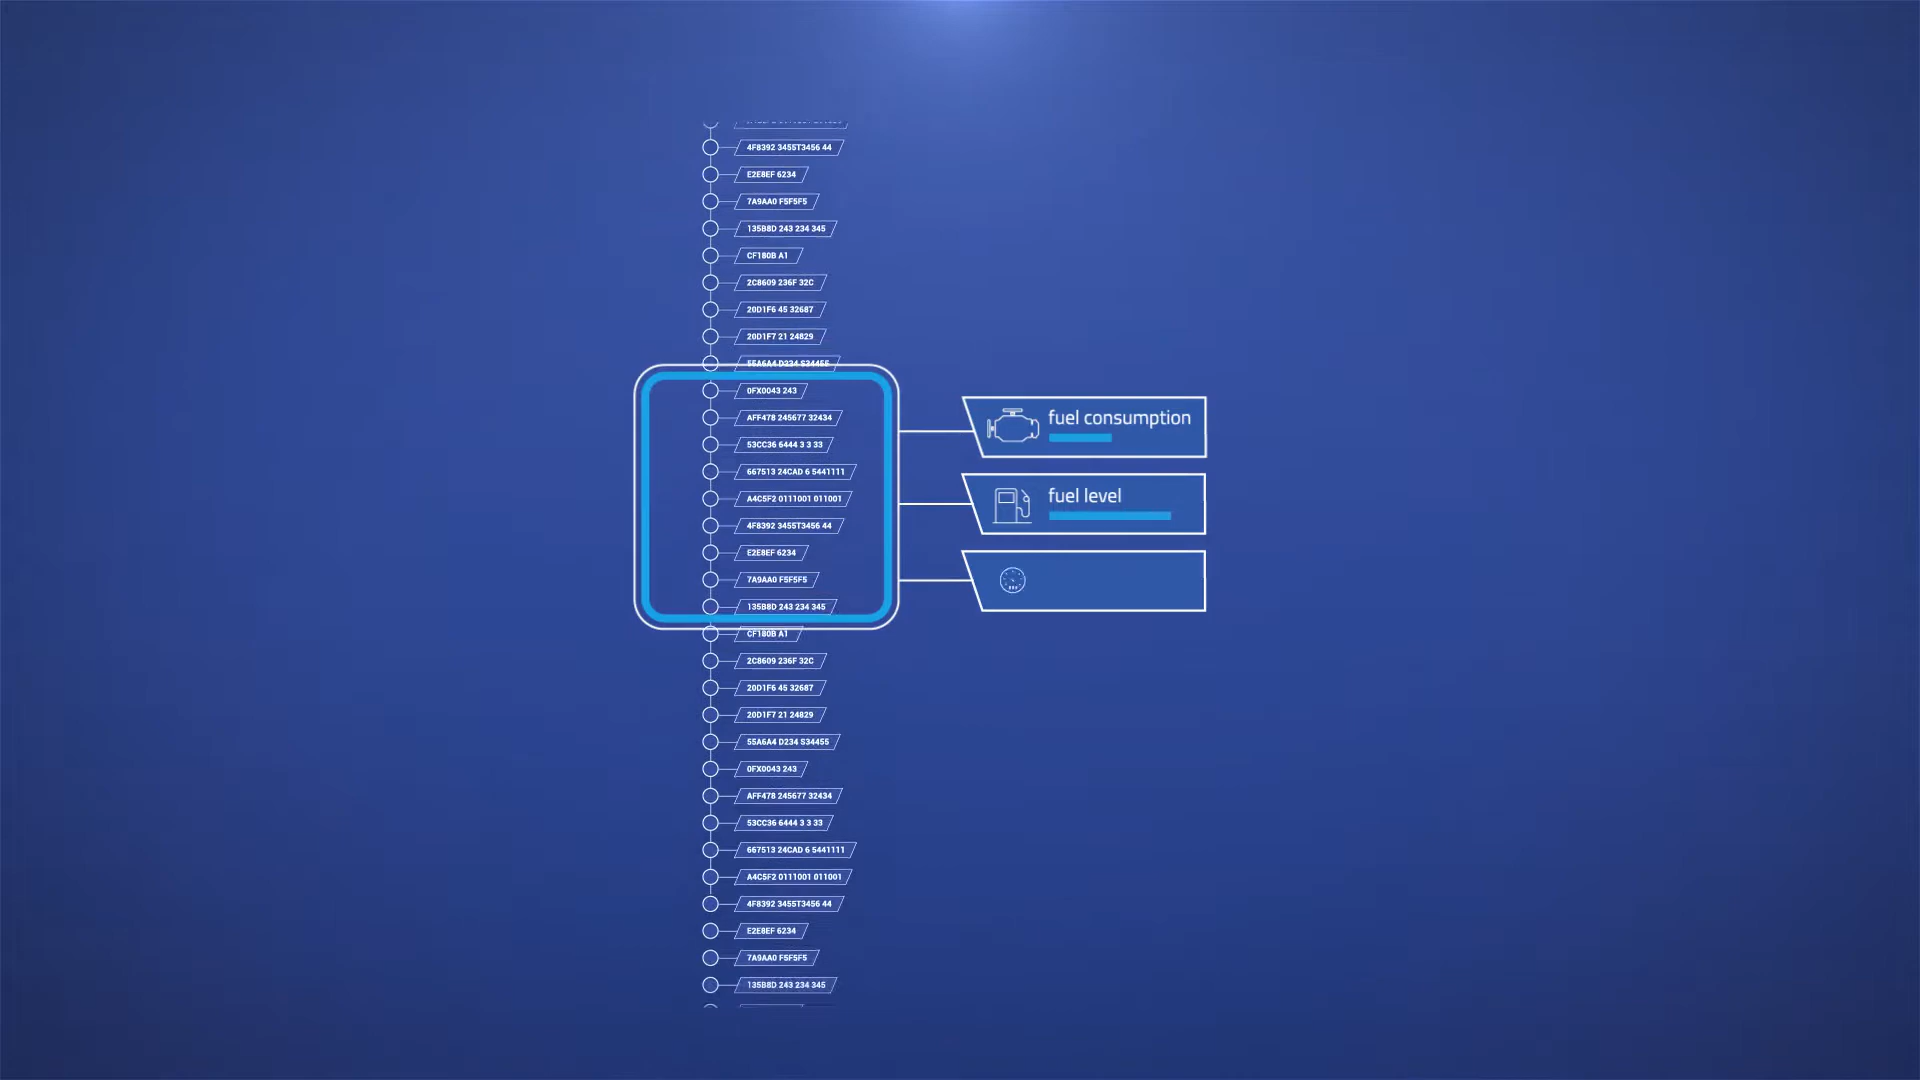 4F8392 3455T3456 44
E2E8EF 6234
7A9AA0 F5F5F5
135B8D 243 234 345
CF180B A1
2C8609 236F 32C
20D1F6 45 32687
20D1F7 21 24829
55A6A4 D234 S34455
0FX0043 243
AFF478 245677 32434
53CC36 6444 3 3 33
667513 24CAD 6 5441111
A4C5F2 0111001 011001
4F8392 3455T3456 44
E2E8EF 6234
7A9AA0 F5F5F5
135B8D 243 234 345
CF180B A1
2C8609 236F 32C
20D1F6 45 32687
20D1F7 21 24829
55A6A4 D234 S34455
0FX0043 243
AFF478 245677 32434
53CC36 6444 3 3 33
667513 24CAD 6 5441111
A4C5F2 0111001 011001
4F8392 3455T3456 44
E2E8EF 6234
7A9AA0 F5F5F5
135B8D 243 234 345
fuel consumption
fuel level